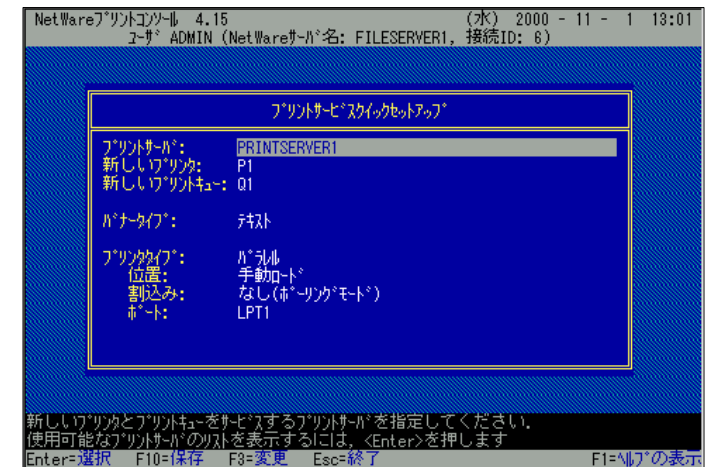 NetWareﾌﾟﾘﾝﾄｺﾝｿｰﾙ 4.15 (水) 2000 - 11 - 1 13:01
ﾕｰｻﾞ ADMIN (NetWareｻｰﾊﾞ名: FILESERVER1, 接続ID: 6)
ﾌﾟﾘﾝﾄｻｰﾋﾞｽｸｲｯｸｾｯﾄｱｯﾌﾟ
ﾌﾟﾘﾝﾄｻｰﾊﾞ: PRINTSERVER1
新しいﾌﾟﾘﾝﾀ: P1
新しいﾌﾟﾘﾝﾄｷｭｰ: Q1
ﾊﾞﾅｰﾀｲﾌﾟ: ﾃｷｽﾄ
ﾌﾟﾘﾝﾀﾀｲﾌﾟ: ﾊﾟﾗﾚﾙ
位置: 手動ﾛｰﾄﾞ
割込み: なし(ﾎﾟｰﾘﾝｸﾞﾓｰﾄﾞ)
ﾎﾟｰﾄ: LPT1
新しいﾌﾟﾘﾝﾀとﾌﾟﾘﾝﾄｷｭｰをｻｰﾋﾞｽするﾌﾟﾘﾝﾄｻｰﾊﾞを指定してください.
使用可能なﾌﾟﾘﾝﾄｻｰﾊﾞのﾘｽﾄを表示するには, <Enter>を押します
Enter=選択 F10=保存 F3=変更 Esc=終了 F1=ﾍﾙﾌﾟの表示